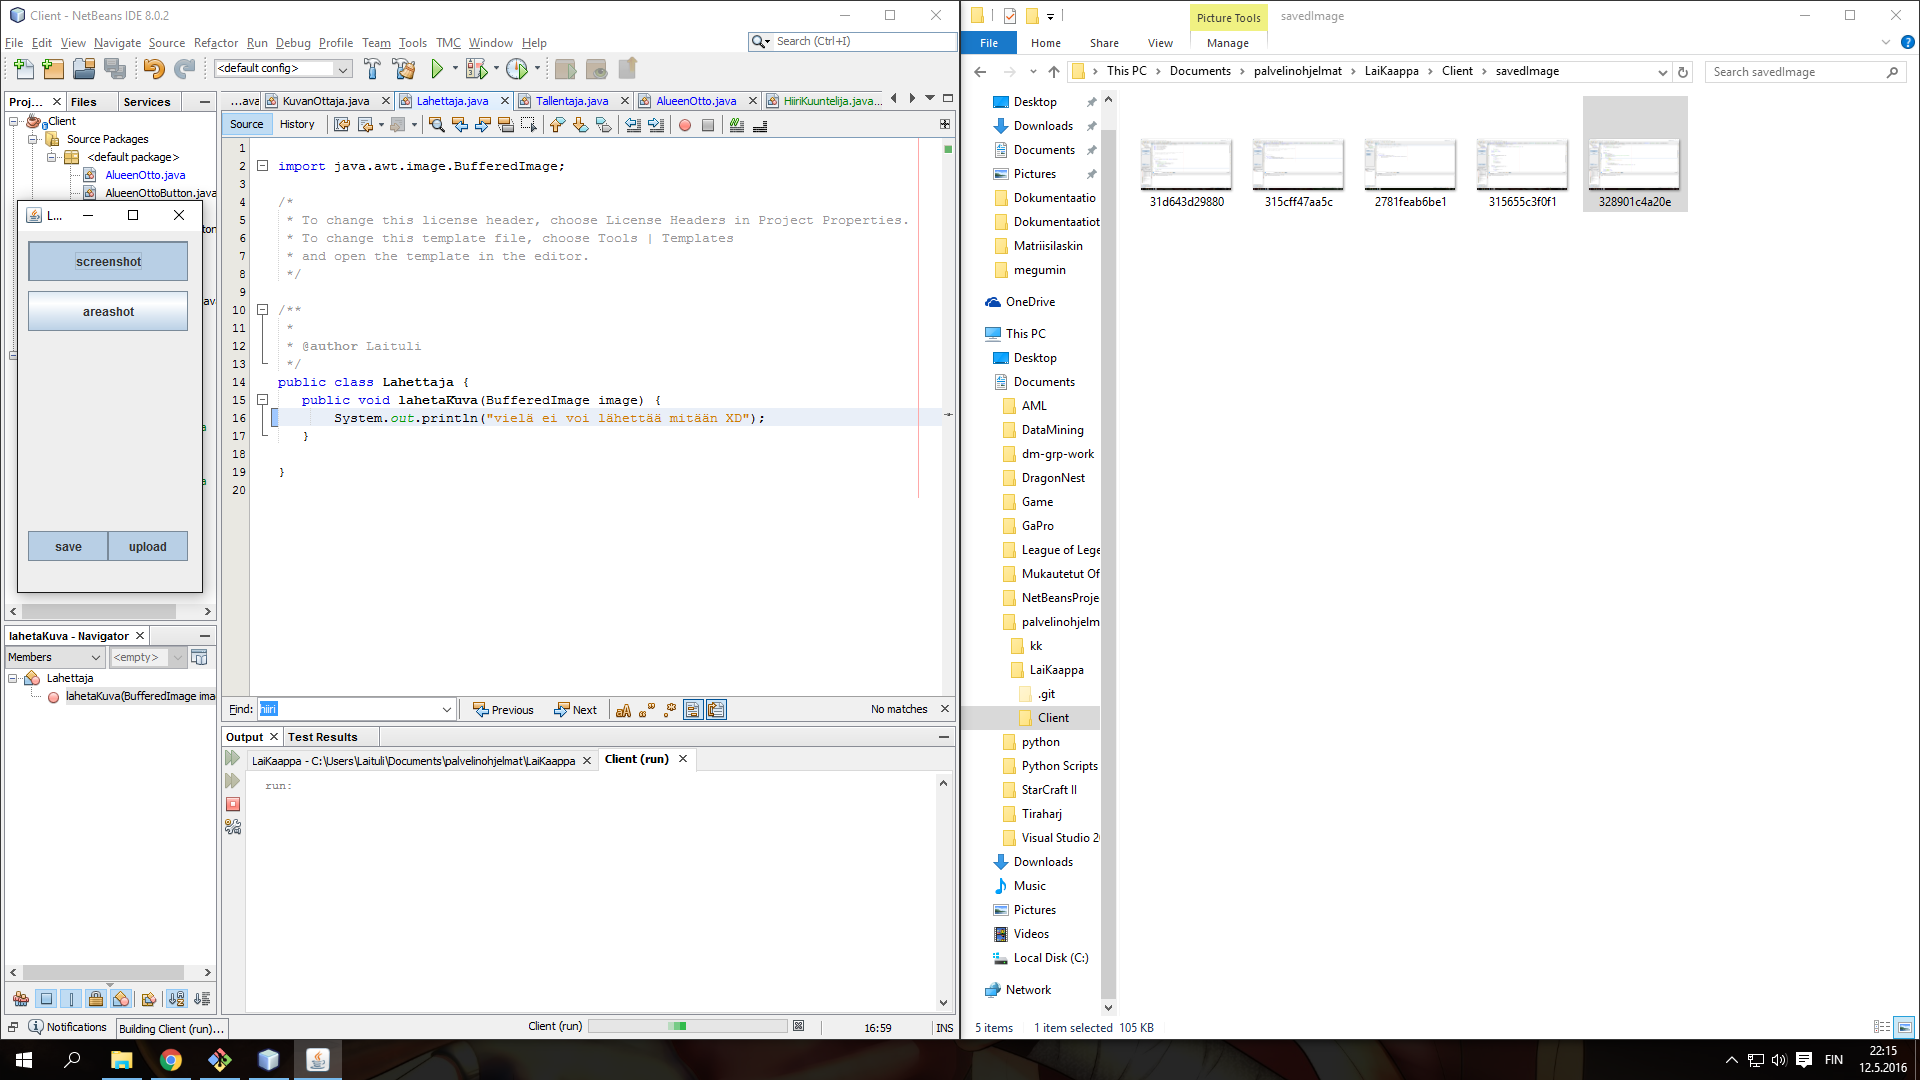 Client - NetBeans IDE 8.0.2
File Edit View Navigate Source Refactor Run Debug Profile Team Tools TMC Window Help
Search (Ctrl+I)
<default config>
Proj... Files Services
Client
Source Packages
<default package>
AlueenOtto.java
AlueenOttoButton.java
L...
screenshot
areashot
save upload
lahetaKuva - Navigator
Members <empty>
Lahettaja
lahetaKuva(BufferedImage ima
...ava KuvanOttaja.java Lahettaja.java Tallentaja.java AlueenOtto.java HiiriKuuntelija.java...
Source History
1
2 import java.awt.image.BufferedImage;
3
4 /*
5 * To change this license header, choose License Headers in Project Properties.
6 * To change this template file, choose Tools | Templates
7 * and open the template in the editor.
8 */
9
10 /**
11 *
12 * @author Laituli
13 */
14 public class Lahettaja {
15 public void lahetaKuva(BufferedImage image) {
16 System.out.println("vielä ei voi lähettää mitään XD");
17 }
18
19 }
20
Find: hiiri Previous Next No matches
Output Test Results
LaiKaappa - C:\Users\Laituli\Documents\palvelinohjelmat\LaiKaappa Client (run)
run:
Notifications Building Client (run)... Client (run) 16:59 INS
Picture Tools savedImage
File Home Share View Manage
This PC Documents palvelinohjelmat LaiKaappa Client savedImage
Search savedImage
Desktop
Downloads
Documents
Pictures
Dokumentaatio
Dokumentaatiot
Matriisilaskin
megumin
OneDrive
This PC
Desktop
Documents
AML
DataMining
dm-grp-work
DragonNest
Game
GaPro
League of Lege
Mukautetut Of
NetBeansProje
palvelinohjelm
kk
LaiKaappa
.git
Client
python
Python Scripts
StarCraft II
Tiraharj
Visual Studio 2
Downloads
Music
Pictures
Videos
Local Disk (C:)
Network
31d643d29880 315cff47aa5c 2781feab6be1 315655c3f0f1 328901c4a20e
5 items 1 item selected 105 KB
FIN
22:15
12.5.2016